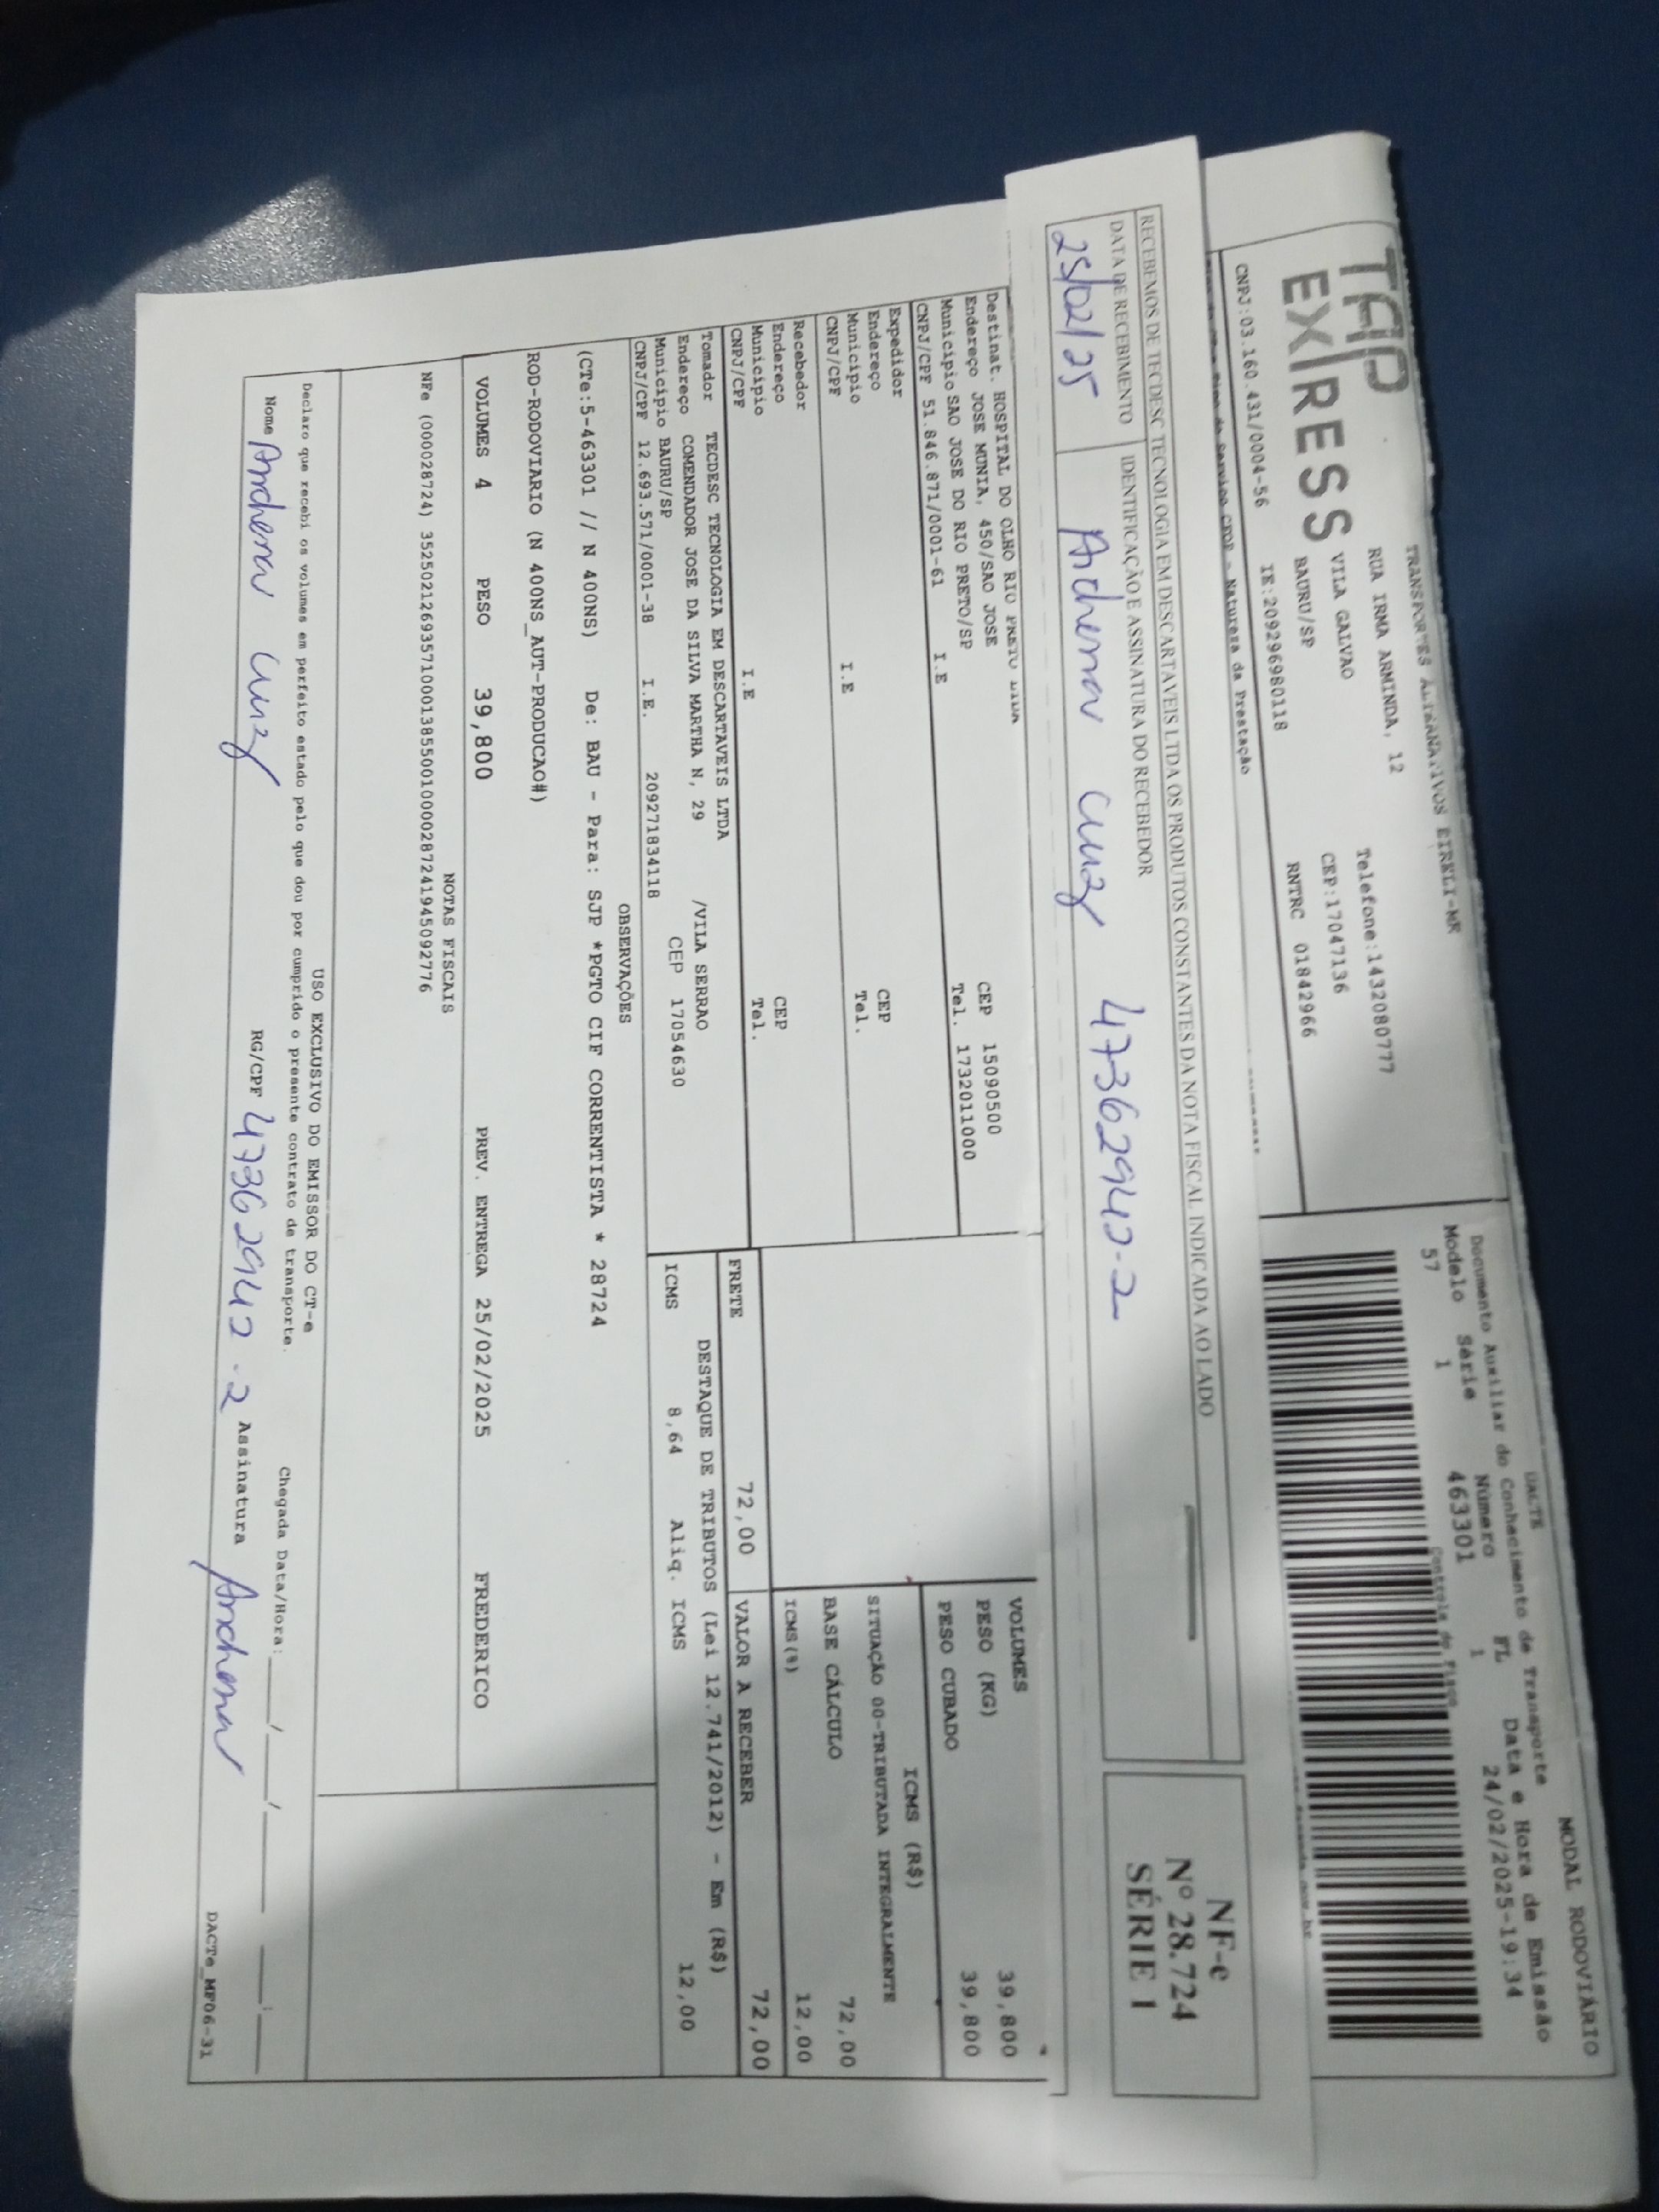 TAP
EX RESS
TRANSPORTES EIRELI-ME
RUA IRMA ARMINDA, 12
Telefone:1432080777
VILA GALVAO
CEP:17047136
BAURU/SP
RNTRC 01842966
CNPJ:03.160.431/0004-56
IE:209296980118
MODAL RODOVIÁRIO
DACTE
Documento Auxiliar do Conhecimento de Transporte
Modelo Série Número FL Data e Hora de Emissão
57 1 463301 1 24/02/2025-19:34
Controle do Fisco
Natureza da Prestação
RECEBEMOS DE TECDESC TECNOLOGIA EM DESCARTAVEIS LTDA OS PRODUTOS CONSTANTES DA NOTA FISCAL INDICADA AO LADO
DATA DE RECEBIMENTO
IDENTIFICAÇÃO E ASSINATURA DO RECEBEDOR
25/02/25
473629412-2
NF-e
Nº 28.724
SÉRIE 1
Destinat. HOSPITAL DO OLHO RIO PRETO LTDA
Endereço JOSE MUNIA, 450/SAO JOSE CEP 15090500
Municipio SAO JOSE DO RIO PRETO/SP Tel. 1732011000
CNPJ/CPF 51.846.871/0001-61 I.E
Expedidor
Endereço CEP
Município Tel.
CNPJ/CPF I.E
Recebedor
Endereço CEP
Município Tel.
CNPJ/CPF I.E
VOLUMES
PESO (KG) 39,800
PESO CUBADO 39,800
ICMS (R$)
SITUAÇÃO 00-TRIBUTADA INTEGRALMENTE
BASE CÁLCULO 72,00
ICMS(%) 12,00
FRETE 72,00 VALOR A RECEBER 72,00
Tomador TECDESC TECNOLOGIA EM DESCARTAVEIS LTDA
Endereço COMENDADOR JOSE DA SILVA MARTHA N, 29 /VILA SERRAO
Município BAURU/SP CEP 17054630
CNPJ/CPF 12.693.571/0001-38 I.E. 209271834118
DESTAQUE DE TRIBUTOS (Lei 12.741/2012) - Em (R$)
ICMS 8,64 Aliq. ICMS 12,00
OBSERVAÇÕES
(CTe:5-463301 // N 400NS) De: BAU - Para: SJP *PGTO CIF CORRENTISTA * 28724
ROD-RODOVIARIO (N 400NS_AUT-PRODUCAO#)
VOLUMES 4 PESO 39,800 PREV. ENTREGA 25/02/2025 FREDERICO
NOTAS FISCAIS
NFe (000028724) 35250212693571000138550010000287241945092776
USO EXCLUSIVO DO EMISSOR DO CT-e
Declaro que recebi os volumes em perfeito estado pelo que dou por cumprido o presente contrato de transporte.
Chegada Data/Hora:___/___/___ ___:___
Nome RG/CPF 473629412-2 Assinatura
DACTe_MF06-31